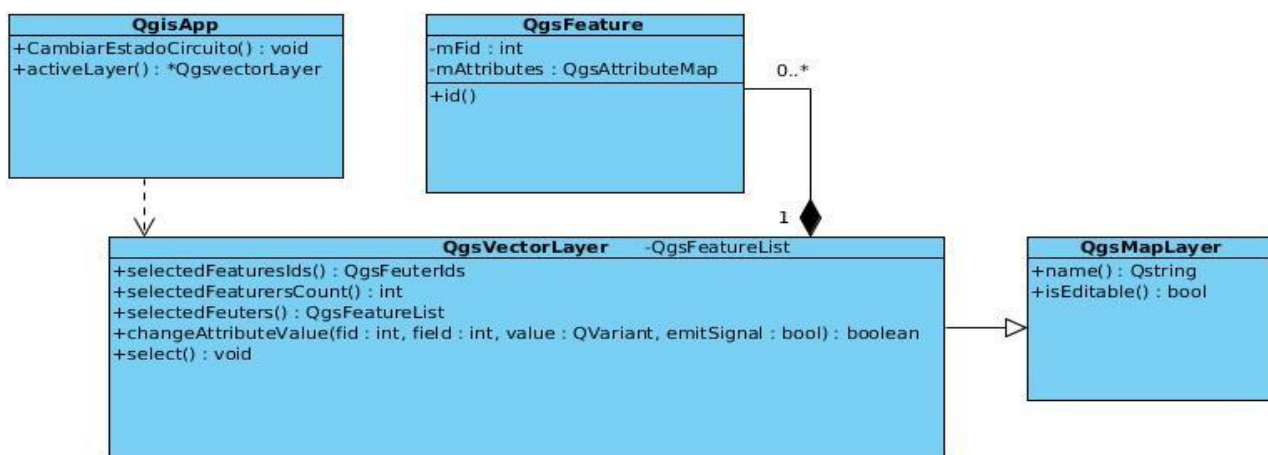 QgisApp
+CambiarEstadoCircuito() : void
+activeLayer() : *QgsvectorLayer
QgsFeature
-mFid : int
-mAttributes : QgsAttributeMap
+id()
0..*
1
QgsVectorLayer -QgsFeatureList
+selectedFeaturesIds() : QgsFeuterIds
+selectedFeaturersCount() : int
+selectedFeuters() : QgsFeatureList
+changeAttributeValue(fid : int, field : int, value : QVariant, emitSignal : bool) : boolean
+select() : void
QgsMapLayer
+name() : Qstring
+isEditable() : bool